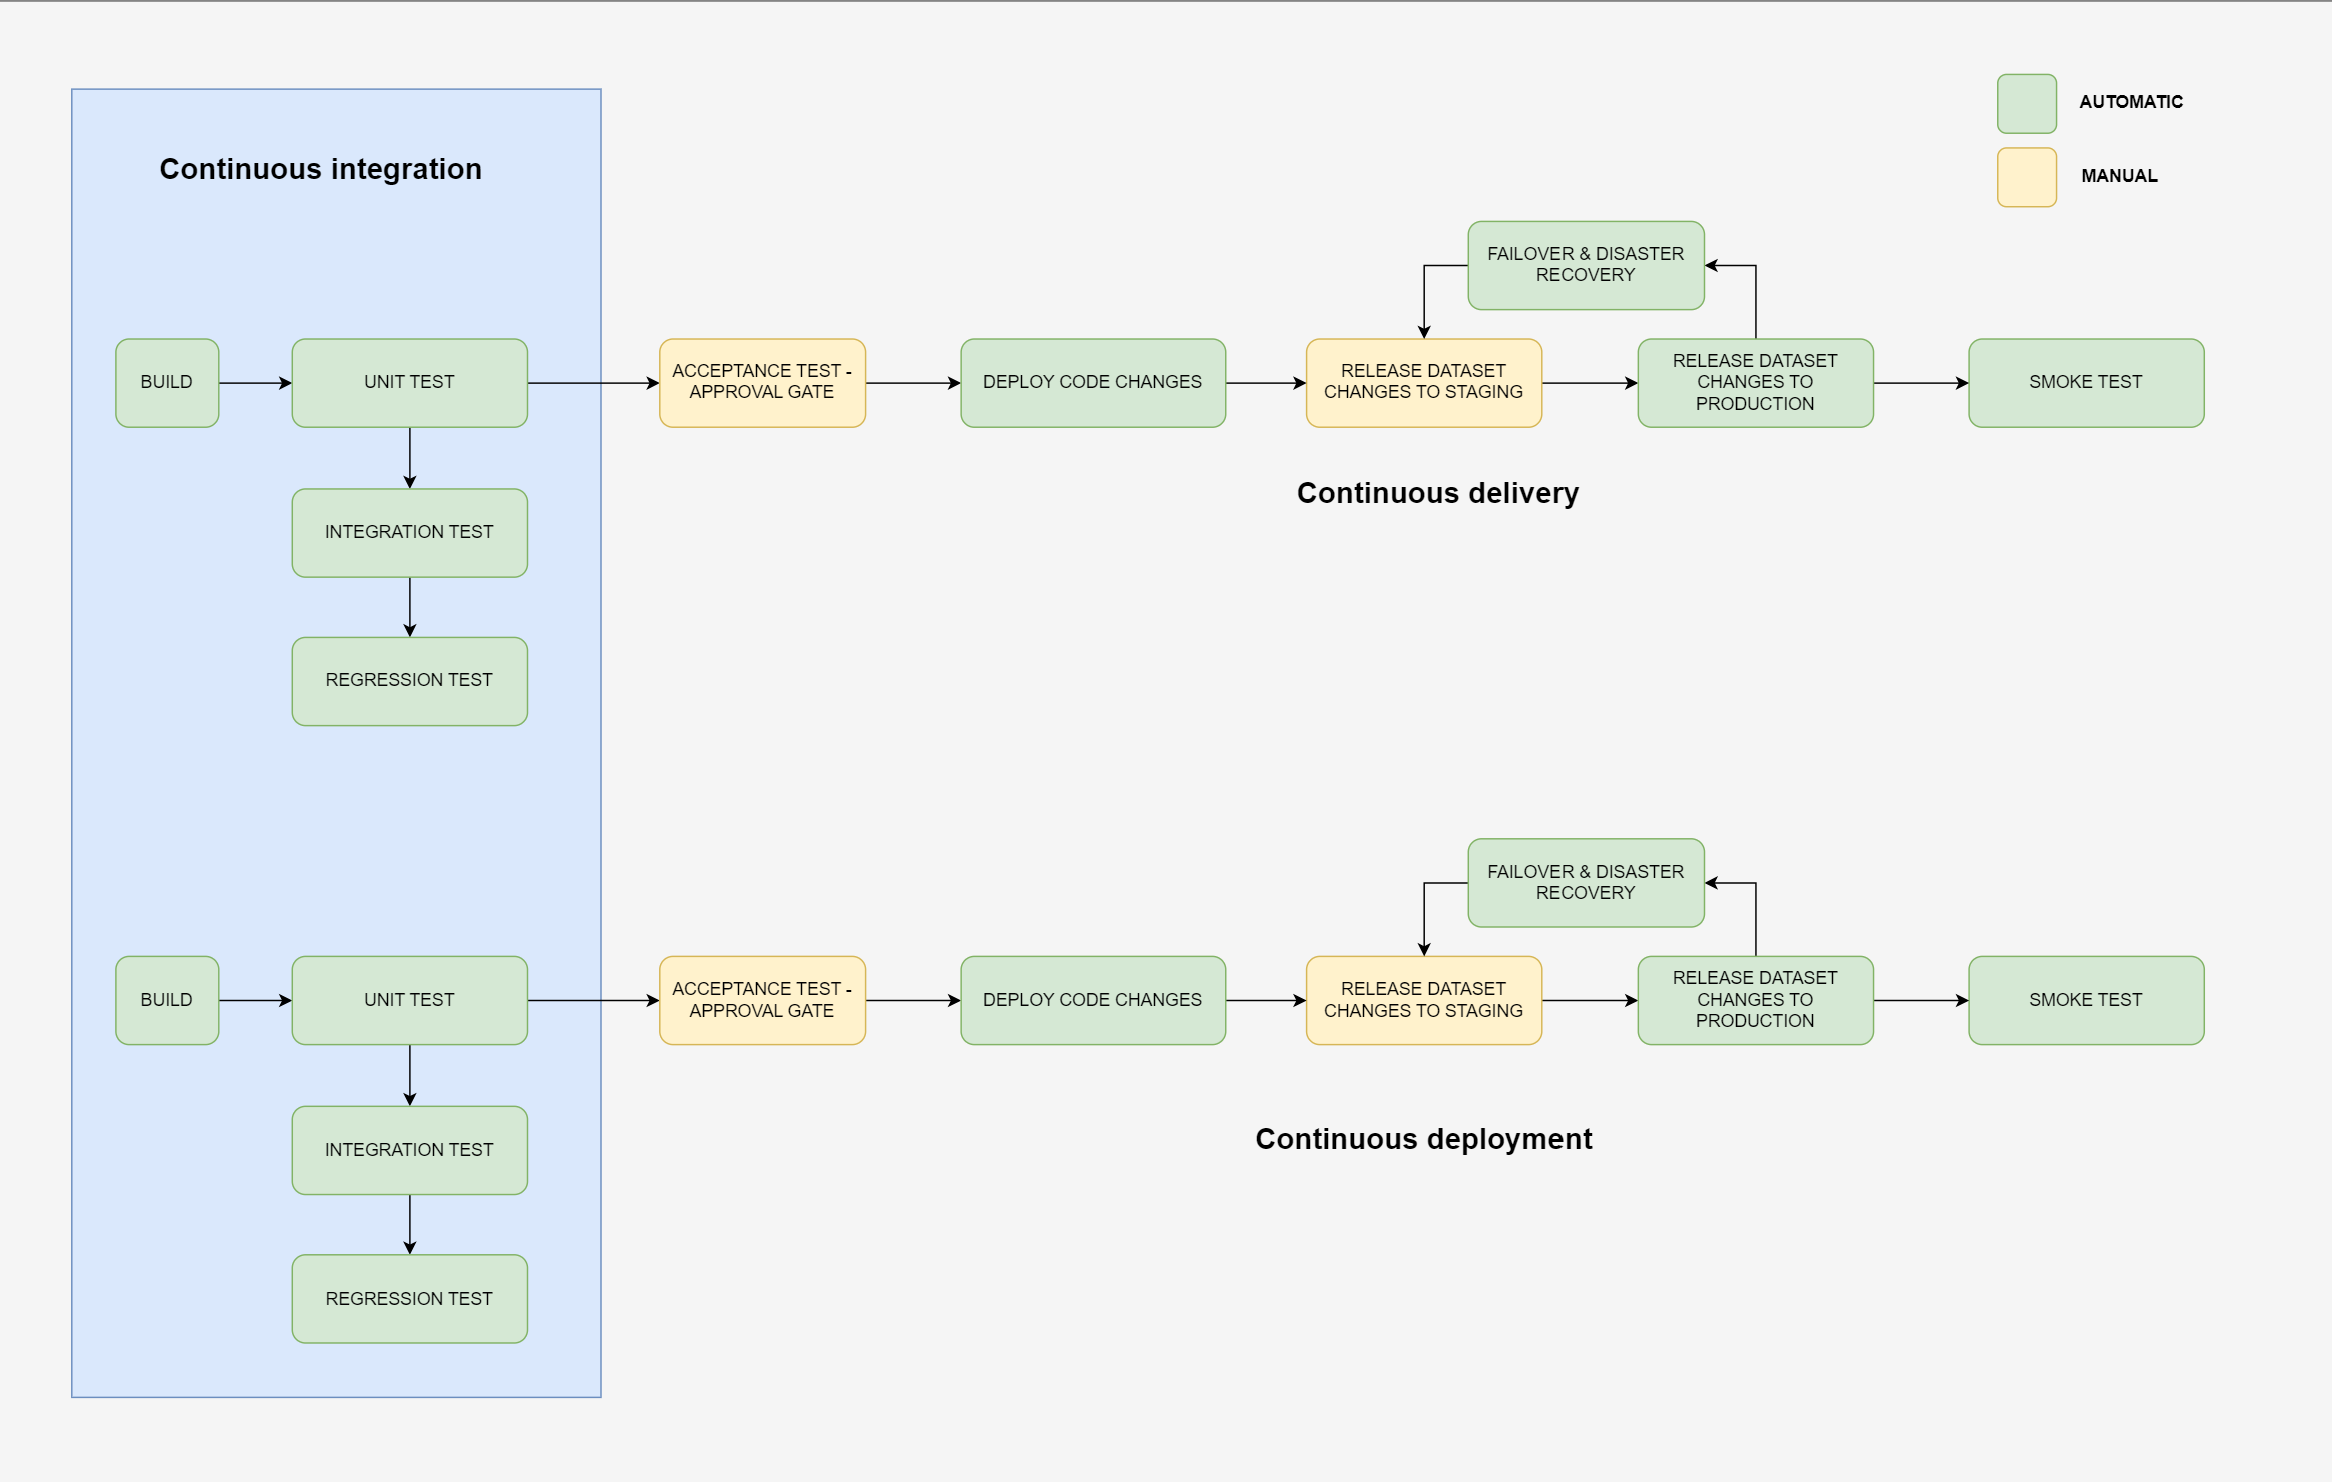 AUTOMATIC
MANUAL
Continuous integration
FAILOVER & DISASTER
RECOVERY
BUILD
UNIT TEST
ACCEPTANCE TEST -
APPROVAL GATE
DEPLOY CODE CHANGES
RELEASE DATASET
CHANGES TO STAGING
RELEASE DATASET
CHANGES TO
PRODUCTION
SMOKE TEST
INTEGRATION TEST
REGRESSION TEST
Continuous delivery
FAILOVER & DISASTER
RECOVERY
BUILD
UNIT TEST
ACCEPTANCE TEST -
APPROVAL GATE
DEPLOY CODE CHANGES
RELEASE DATASET
CHANGES TO STAGING
RELEASE DATASET
CHANGES TO
PRODUCTION
SMOKE TEST
INTEGRATION TEST
REGRESSION TEST
Continuous deployment